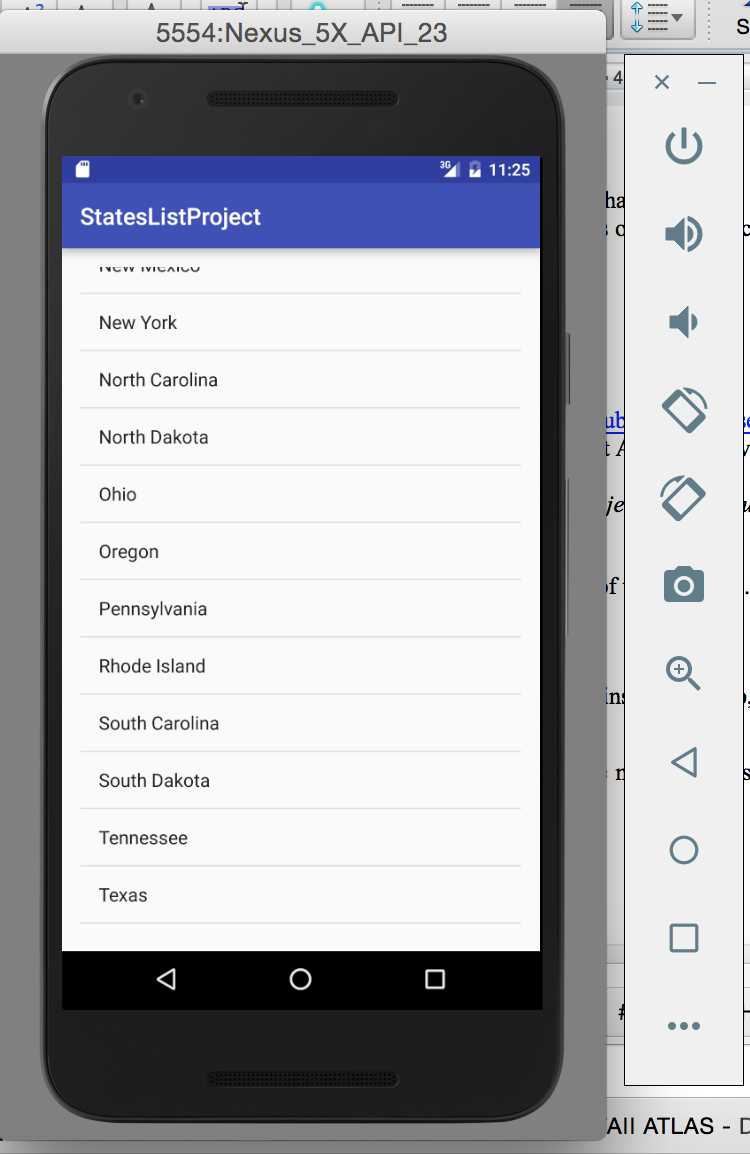 5554:Nexus_5X_API_23
3G 11:25
StatesListProject
New Mexico
New York
North Carolina
North Dakota
Ohio
Oregon
Pennsylvania
Rhode Island
South Carolina
South Dakota
Tennessee
Texas
All ATLAS - D